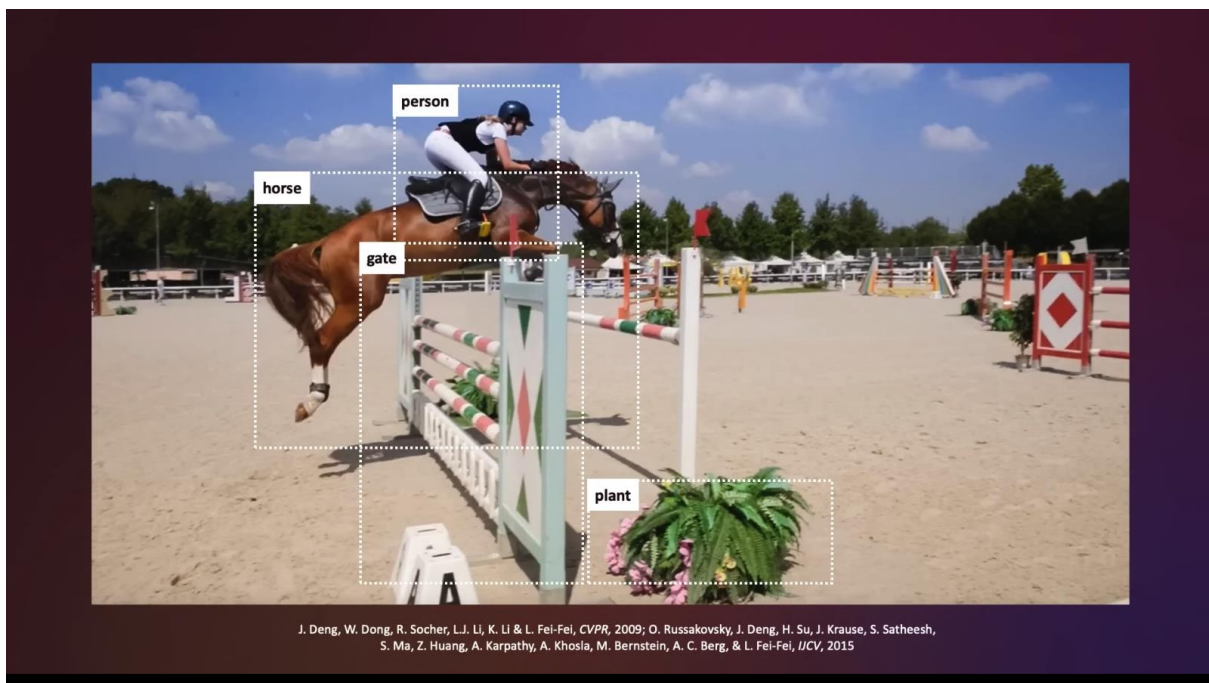 person
horse
gate
plant
J. Deng, W. Dong, R. Socher, L.J. Li, K. Li & L. Fei-Fei, CVPR, 2009; O. Russakovsky, J. Deng, H. Su, J. Krause, S. Satheesh,
S. Ma, Z. Huang, A. Karpathy, A. Khosla, M. Bernstein, A. C. Berg, & L. Fei-Fei, IJCV, 2015